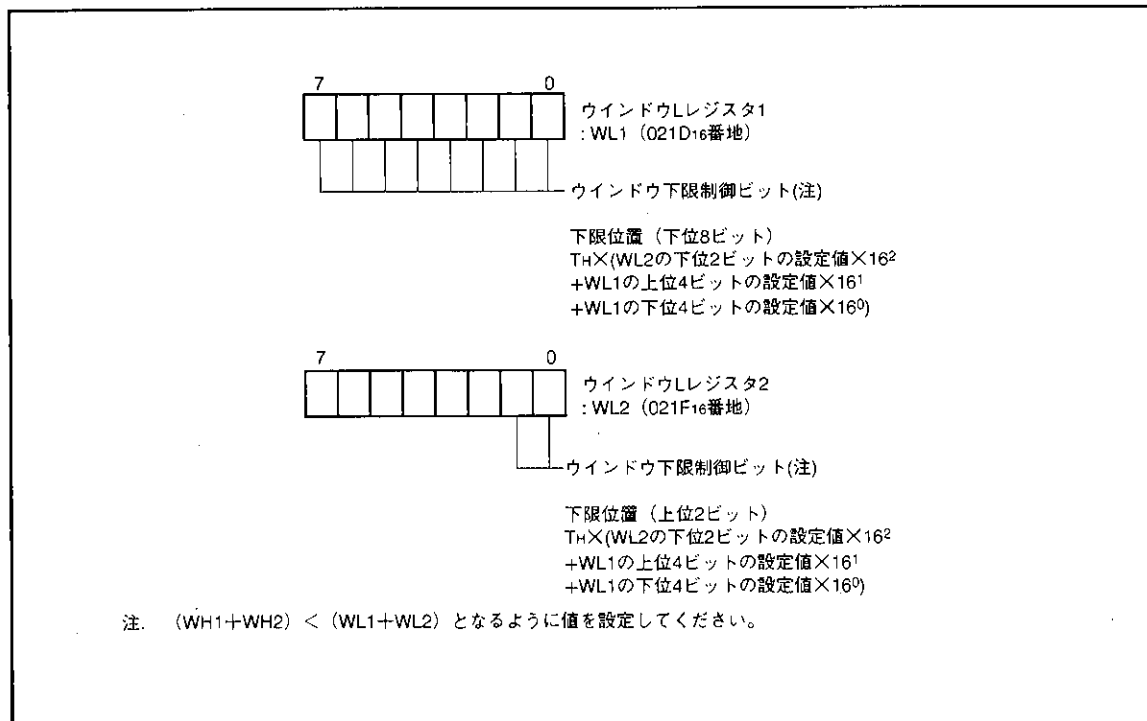 7 0
ウインドウLレジスタ1
: WL1（021D16番地）
ウインドウ下限制御ビット(注)
下限位置（下位8ビット）
TH×(WL2の下位2ビットの設定値×16²
+WL1の上位4ビットの設定値×16¹
+WL1の下位4ビットの設定値×16⁰)
7 0
ウインドウLレジスタ2
: WL2（021F16番地）
ウインドウ下限制御ビット(注)
下限位置（上位2ビット）
TH×(WL2の下位2ビットの設定値×16²
+WL1の上位4ビットの設定値×16¹
+WL1の下位4ビットの設定値×16⁰)
注. （WH1+WH2）＜（WL1+WL2）となるように値を設定してください。